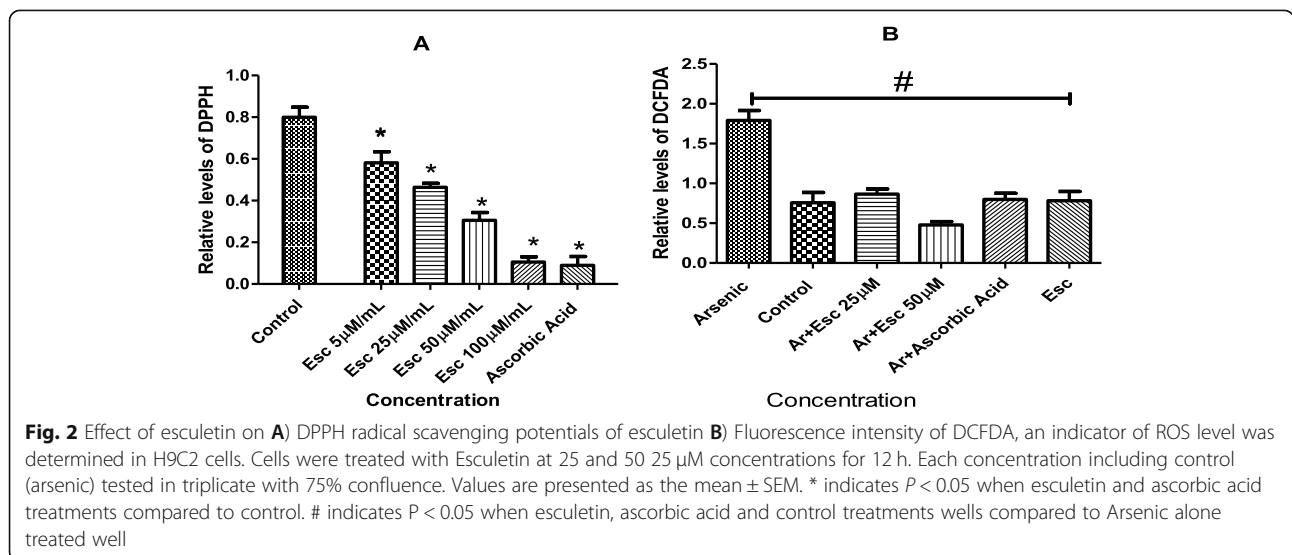 A
Relative levels of DPPH
1.0
0.8
0.6
0.4
0.2
0.0
*
*
*
*
*
Control
Esc 5μM/mL
Esc 25μM/mL
Esc 50μM/mL
Esc 100μM/mL
Ascorbic Acid
Concentration
B
Relative levels of DCFDA
2.5
2.0
1.5
1.0
0.5
0.0
#
Arsenic
Control
Ar+Esc 25μM
Ar+Esc 50μM
Ar+Ascorbic Acid
Esc
Concentration
Fig. 2 Effect of esculetin on A) DPPH radical scavenging potentials of esculetin B) Fluorescence intensity of DCFDA, an indicator of ROS level was
determined in H9C2 cells. Cells were treated with Esculetin at 25 and 50 25 μM concentrations for 12 h. Each concentration including control
(arsenic) tested in triplicate with 75% confluence. Values are presented as the mean ± SEM. * indicates P < 0.05 when esculetin and ascorbic acid
treatments compared to control. # indicates P < 0.05 when esculetin, ascorbic acid and control treatments wells compared to Arsenic alone
treated well